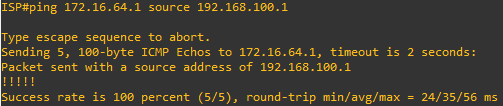 ISP#ping 172.16.64.1 source 192.168.100.1
Type escape sequence to abort.
Sending 5, 100-byte ICMP Echos to 172.16.64.1, timeout is 2 seconds:
Packet sent with a source address of 192.168.100.1
!!!!!
Success rate is 100 percent (5/5), round-trip min/avg/max = 24/35/56 ms